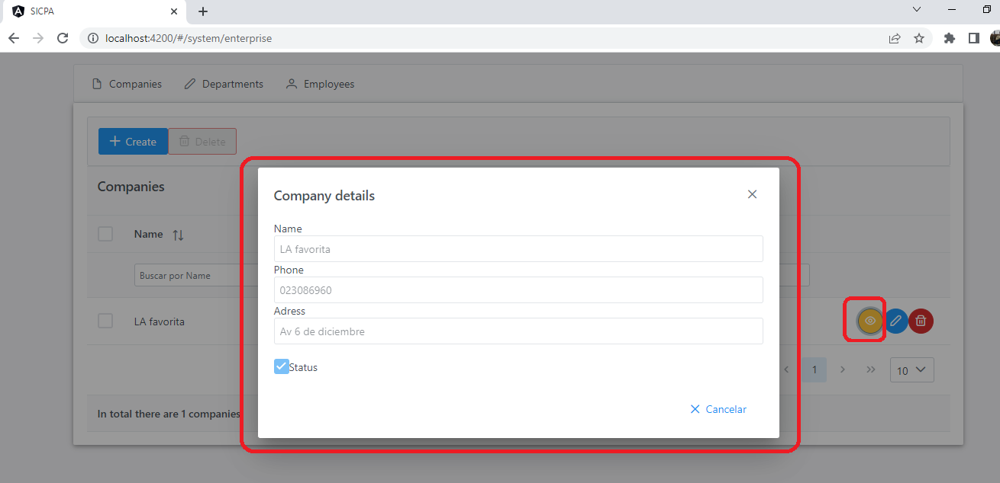 SICPA
localhost:4200/#/system/enterprise
Companies Departments Employees
Create Delete
Companies
Name
Buscar por Name
LA favorita
Company details
Name
LA favorita
Phone
023086960
Adress
Av 6 de diciembre
Status
Cancelar
1 10
In total there are 1 companies